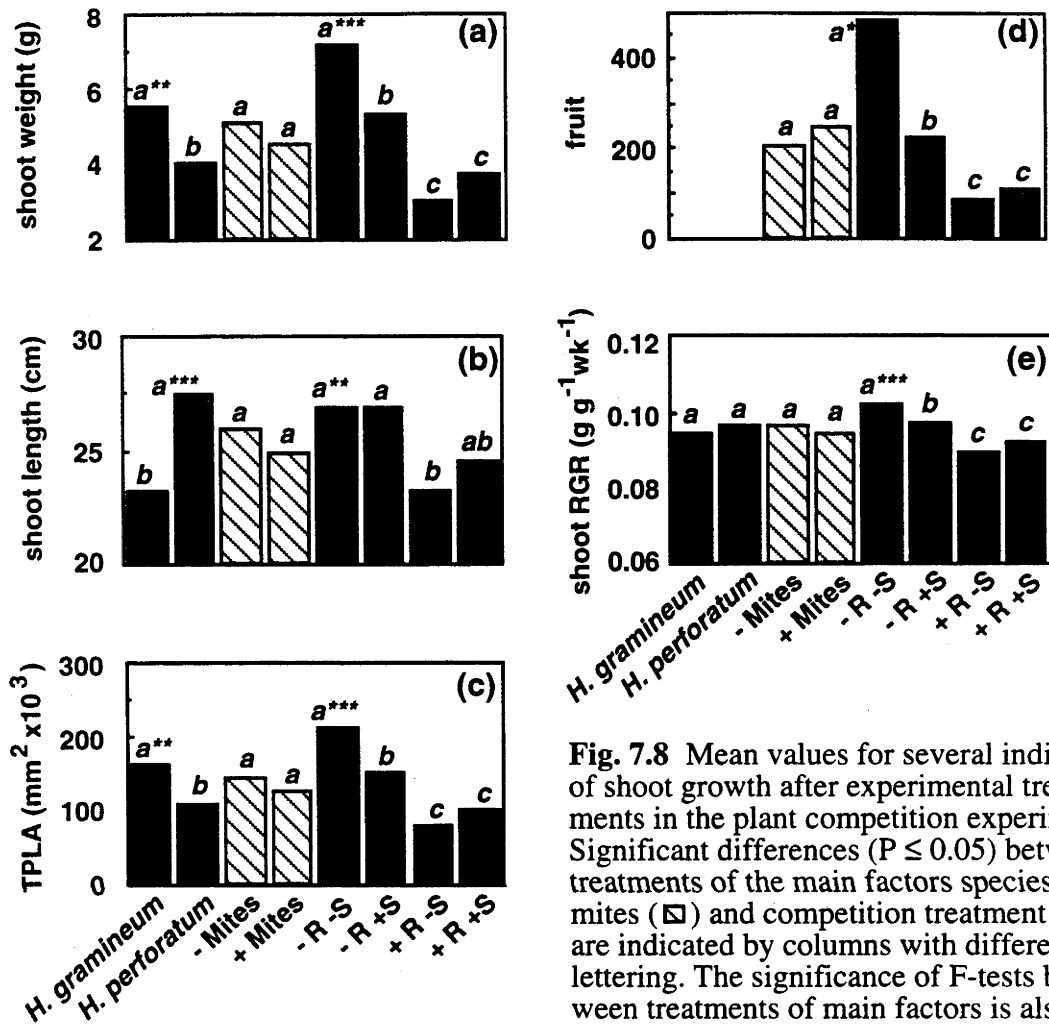 8
6
4
2
shoot weight (g)
(a)
a**
b
a
a
a***
b
c
c
400
200
0
fruit
(d)
a
a
a*
b
c
c
30
25
20
shoot length (cm)
(b)
b
a***
a
a
a**
a
b
ab
0.12
0.10
0.08
0.06
shoot RGR (g g⁻¹wk⁻¹)
(e)
a
a
a
a
a***
b
c
c
H. gramineum
H. perforatum
- Mites
+ Mites
- R -S
- R +S
+ R -S
+ R +S
300
200
100
0
TPLA (mm² x10³)
(c)
a**
b
a
a
a***
b
c
c
H. gramineum
H. perforatum
- Mites
+ Mites
- R -S
- R +S
+ R -S
+ R +S
Fig. 7.8 Mean values for several indi
of shoot growth after experimental tre
ments in the plant competition experi
Significant differences (P ≤ 0.05) betw
treatments of the main factors species
mites ( ) and competition treatment
are indicated by columns with differe
lettering. The significance of F-tests b
ween treatments of main factors is als